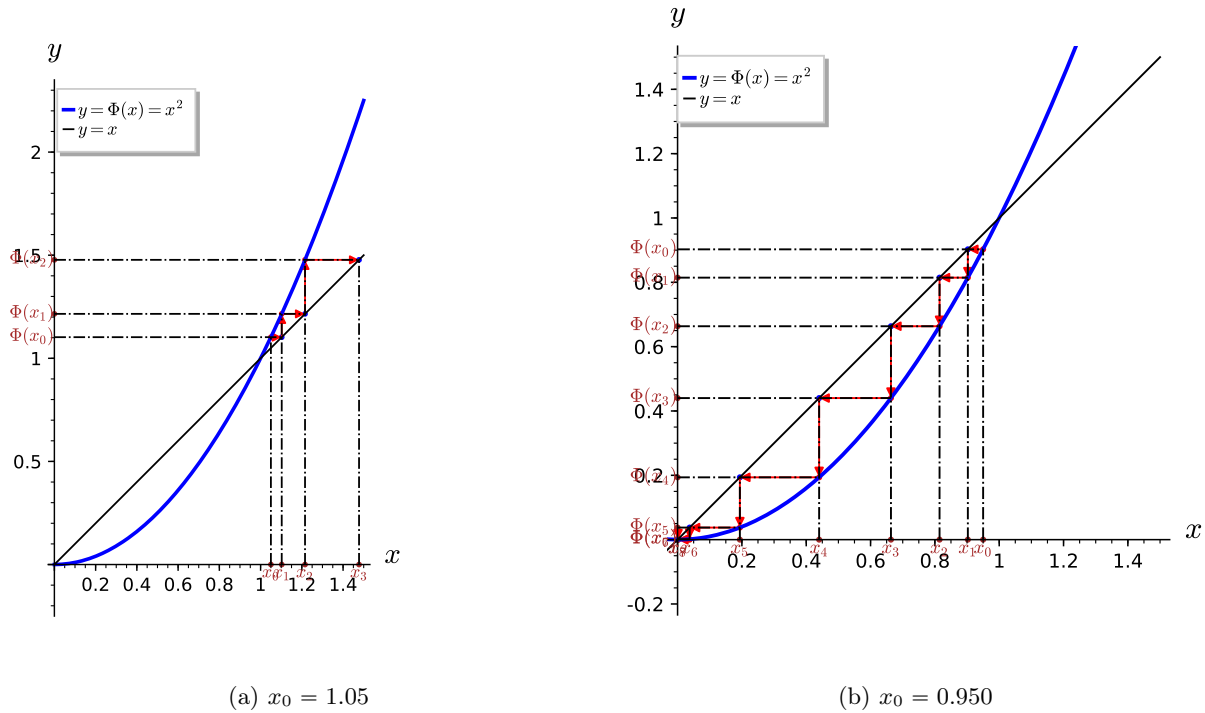 y
y = Φ(x) = x²
y = x
2
1.5
Φ(x₂)
Φ(x₁)
Φ(x₀)
1
0.5
x
x₀ x₁ x₂ x₃
0.2 0.4 0.6 0.8 1 1.2 1.4
(a) x₀ = 1.05
y
y = Φ(x) = x²
y = x
1.4
1.2
1
Φ(x₀)
Φ(x₁)
0.8
Φ(x₂)
0.6
Φ(x₃)
0.4
Φ(x₄)
0.2
Φ(x₅)
x
x₆ x₅ x₄ x₃ x₂ x₁ x₀
0.2 0.4 0.6 0.8 1 1.2 1.4
-0.2
(b) x₀ = 0.950